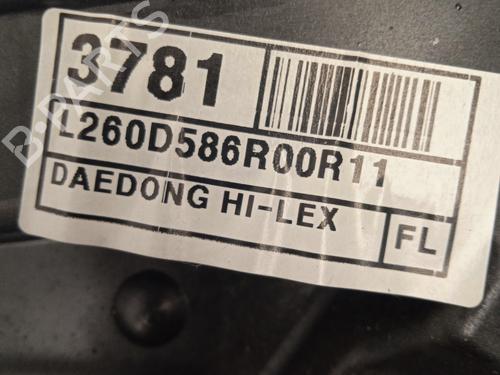 3781
L260D586R00R11
DAEDONG HI-LEX
FL
B-PARTS